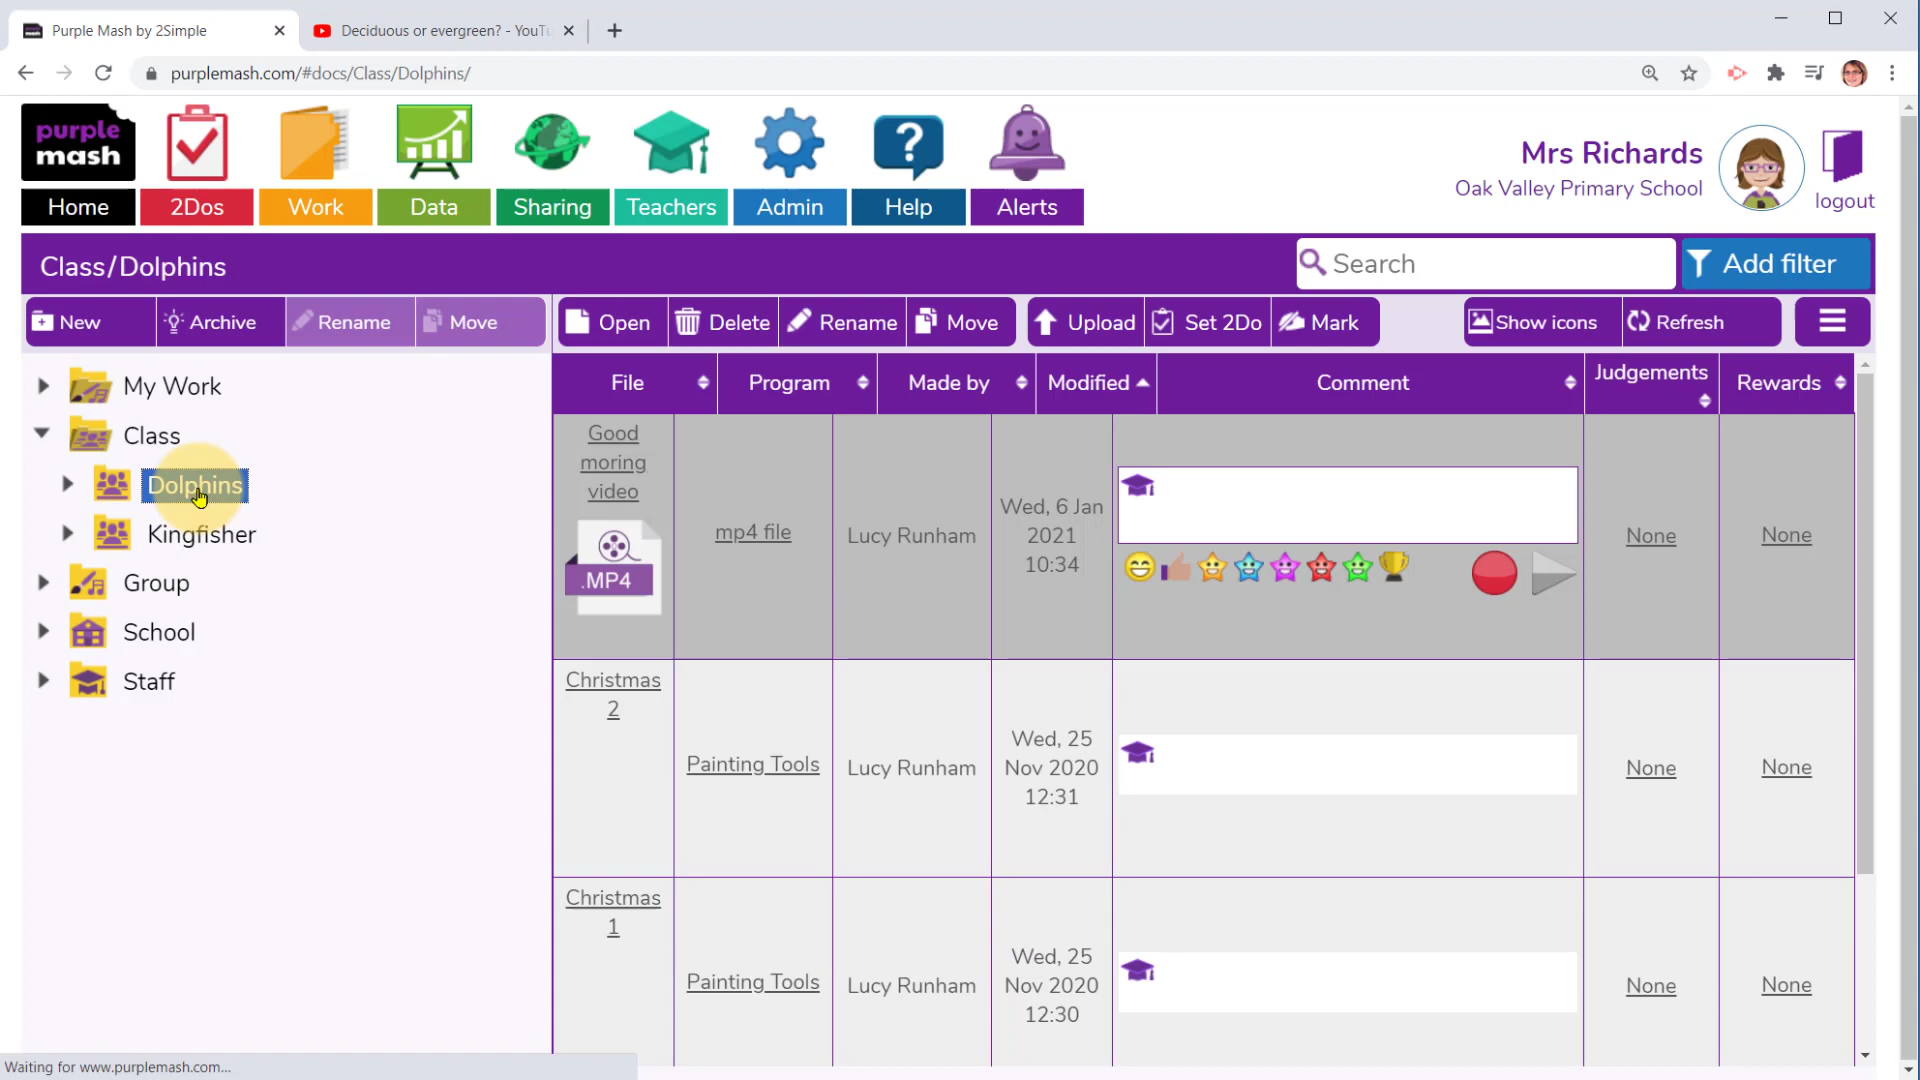 Purple Mash by 2Simple
Deciduous or evergreen? - YouTu
purplemash.com/#docs/Class/Dolphins/
purple
mash
Home
2Dos
Work
Data
Sharing
Teachers
Admin
?
Help
Alerts
Mrs Richards
Oak Valley Primary School
logout
Class/Dolphins
Search
Add filter
New
Archive
Rename
Move
Open
Delete
Rename
Move
Upload
Set 2Do
Mark
Show icons
Refresh
My Work
Class
Dolphins
Kingfisher
Group
School
Staff
File
Program
Made by
Modified
Comment
Judgements
Rewards
Good
moring
video
.MP4
mp4 file
Lucy Runham
Wed, 6 Jan
2021
10:34
None
None
Christmas
2
Painting Tools
Lucy Runham
Wed, 25
Nov 2020
12:31
None
None
Christmas
1
Painting Tools
Lucy Runham
Wed, 25
Nov 2020
12:30
None
None
Waiting for www.purplemash.com...